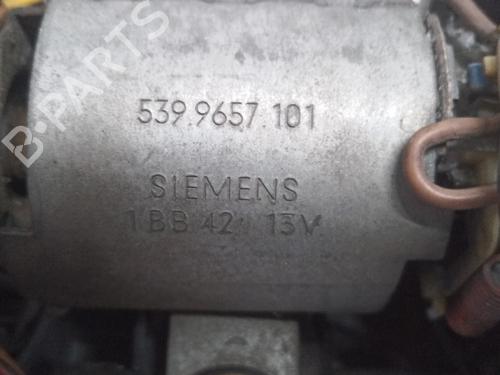 B-PARTS
539.9657.101
SIEMENS
1BB 42 13V